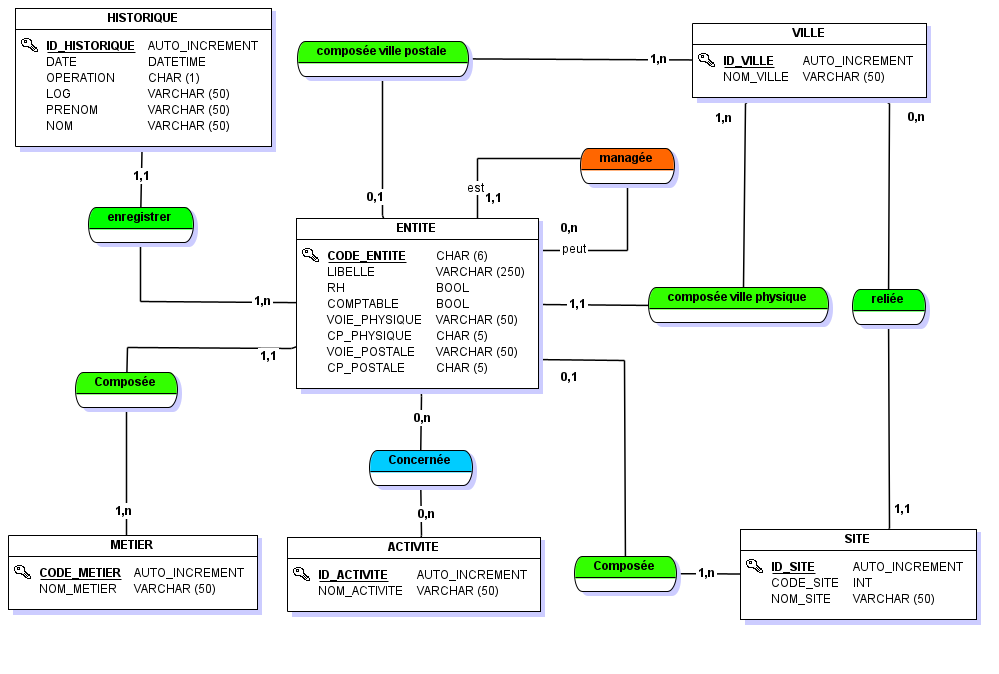 HISTORIQUE
ID_HISTORIQUE AUTO_INCREMENT
DATE DATETIME
OPERATION CHAR (1)
LOG VARCHAR (50)
PRENOM VARCHAR (50)
NOM VARCHAR (50)
composée ville postale
1,n
VILLE
ID_VILLE AUTO_INCREMENT
NOM_VILLE VARCHAR (50)
1,n
0,n
managée
est
1,1
0,n
peut
1,1
enregistrer
1,n
0,1
ENTITE
CODE_ENTITE CHAR (6)
LIBELLE VARCHAR (250)
RH BOOL
COMPTABLE BOOL
VOIE_PHYSIQUE VARCHAR (50)
CP_PHYSIQUE CHAR (5)
VOIE_POSTALE VARCHAR (50)
CP_POSTALE CHAR (5)
1,1
composée ville physique
reliée
1,1
Composée
1,n
0,n
Concernée
0,n
0,1
Composée
1,n
1,1
METIER
CODE_METIER AUTO_INCREMENT
NOM_METIER VARCHAR (50)
ACTIVITE
ID_ACTIVITE AUTO_INCREMENT
NOM_ACTIVITE VARCHAR (50)
SITE
ID_SITE AUTO_INCREMENT
CODE_SITE INT
NOM_SITE VARCHAR (50)